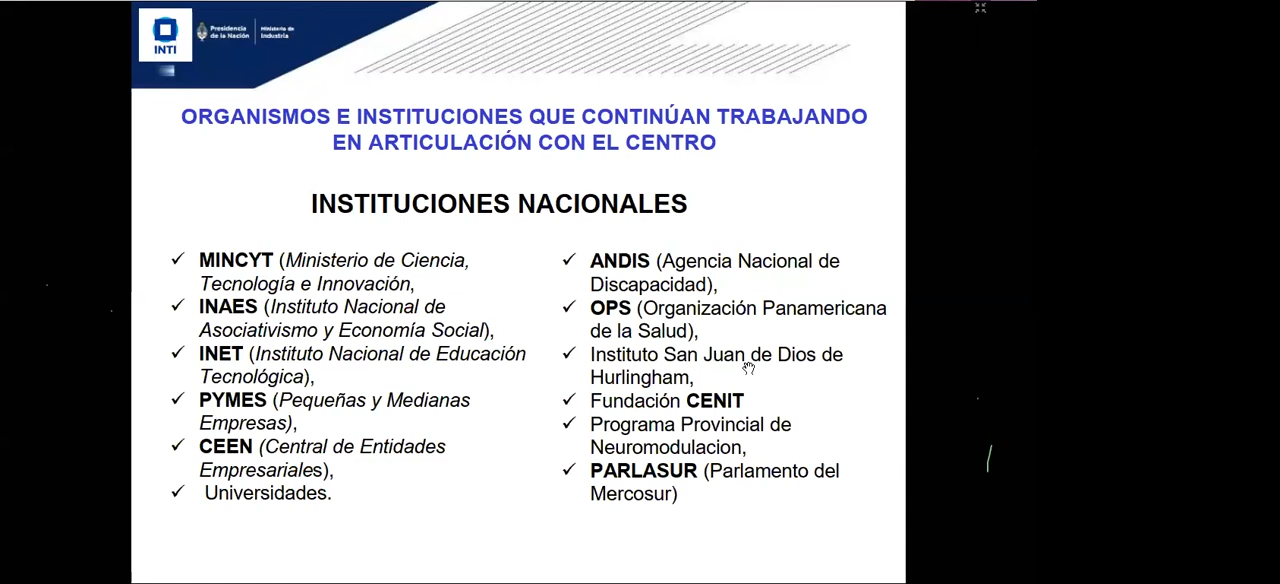 INTI
Presidencia
de la Nación
Ministerio de
Industria
ORGANISMOS E INSTITUCIONES QUE CONTINÚAN TRABAJANDO
EN ARTICULACIÓN CON EL CENTRO
INSTITUCIONES NACIONALES
✓ MINCYT (Ministerio de Ciencia,
Tecnología e Innovación,
✓ INAES (Instituto Nacional de
Asociativismo y Economía Social),
✓ INET (Instituto Nacional de Educación
Tecnológica),
✓ PYMES (Pequeñas y Medianas
Empresas),
✓ CEEN (Central de Entidades
Empresariales),
✓ Universidades.
✓ ANDIS (Agencia Nacional de
Discapacidad),
✓ OPS (Organización Panamericana
de la Salud),
✓ Instituto San Juan de Dios de
Hurlingham,
✓ Fundación CENIT
✓ Programa Provincial de
Neuromodulacion,
✓ PARLASUR (Parlamento del
Mercosur)